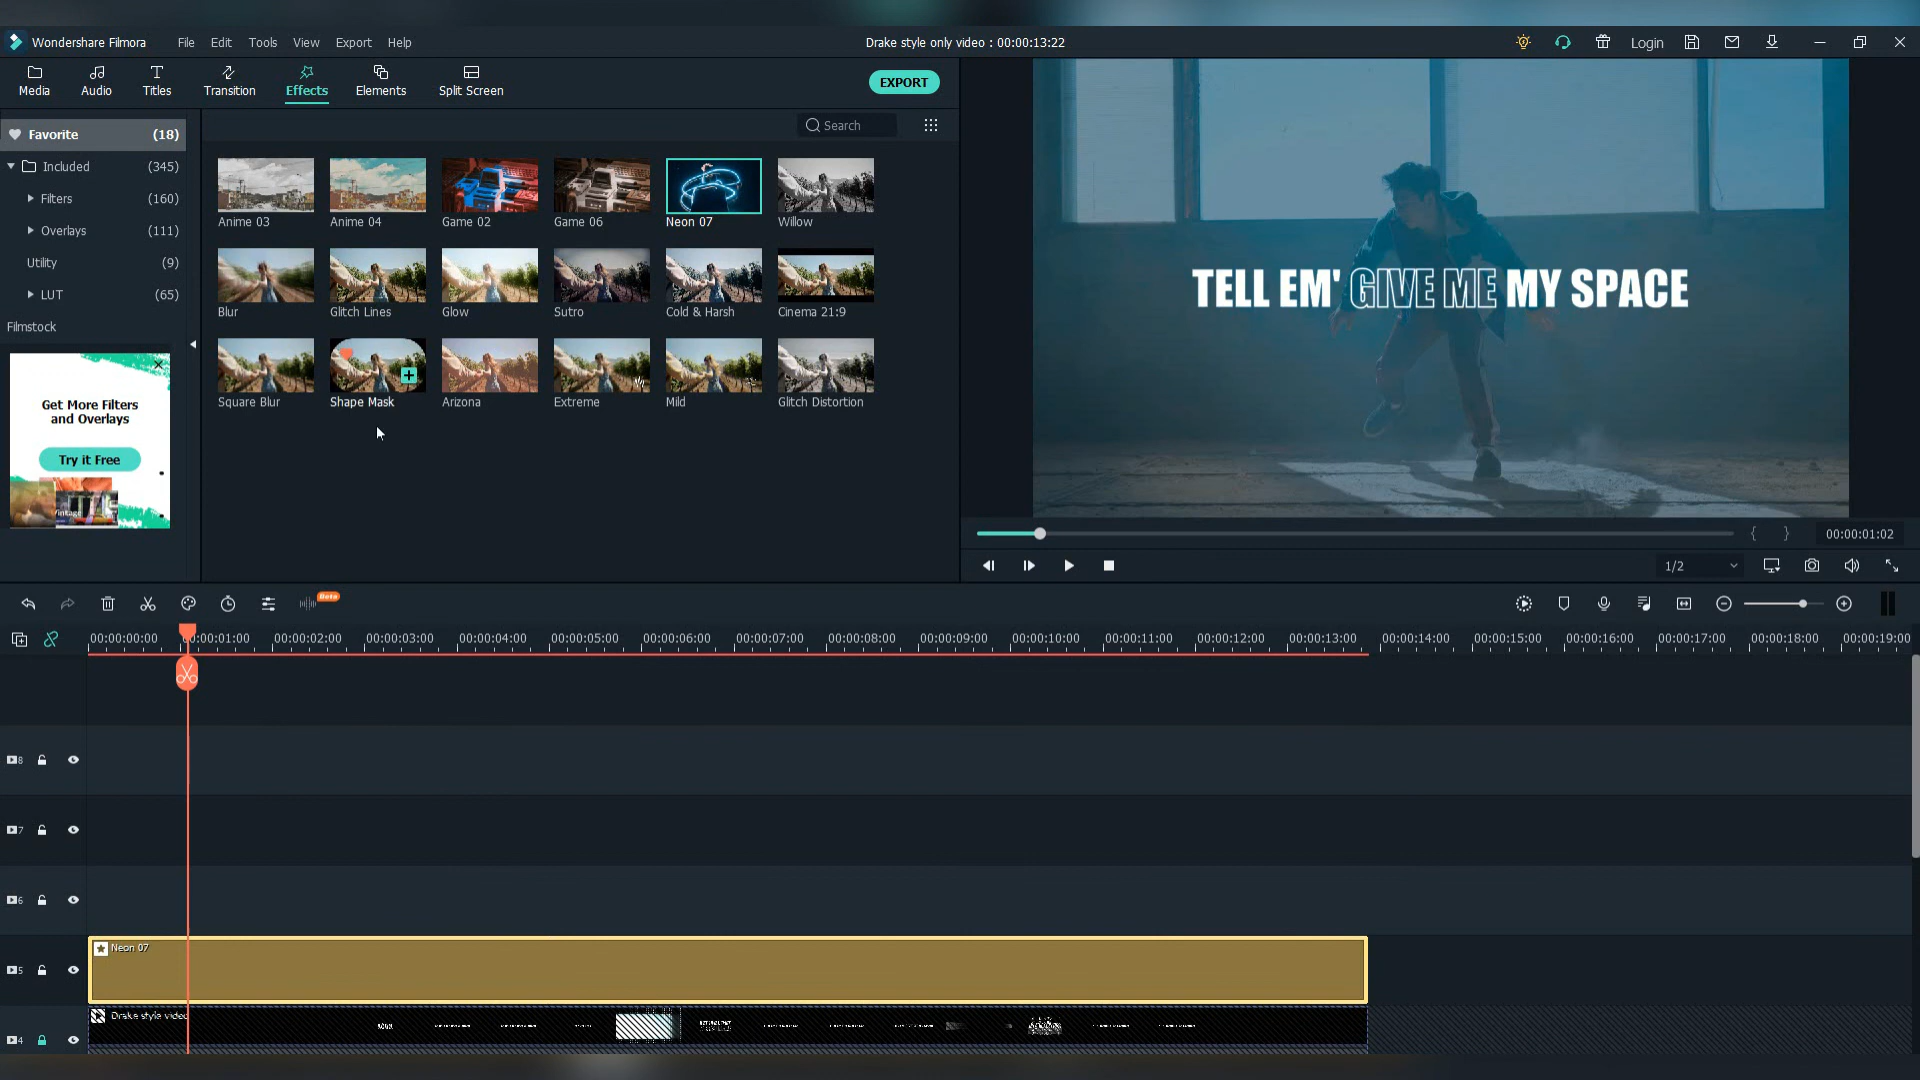 Wondershare Filmora File Edit Tools View Export Help Drake style only video : 00:00:13:22 Login
Media Audio Titles Transition Effects Elements Split Screen EXPORT
Favorite (18)
Included (345)
Filters (160)
Overlays (111)
Utility (9)
LUT (65)
Filmstock
Get More Filters
and Overlays
Try it Free
Vintage
Search
Anime 03 Anime 04 Game 02 Game 06 Neon 07 Willow
Blur Glitch Lines Glow Sutro Cold & Harsh Cinema 21:9
Square Blur Shape Mask Arizona Extreme Mild Glitch Distortion
TELL EM' GIVE ME MY SPACE
{ } 00:00:01:02
1/2
Beta
00:00:00:00 00:00:01:00 00:00:02:00 00:00:03:00 00:00:04:00 00:00:05:00 00:00:06:00 00:00:07:00 00:00:08:00 00:00:09:00 00:00:10:00 00:00:11:00 00:00:12:00 00:00:13:00 00:00:14:00 00:00:15:00 00:00:16:00 00:00:17:00 00:00:18:00 00:00:19:00
8
7
6
5 Neon 07
4 Drake style video